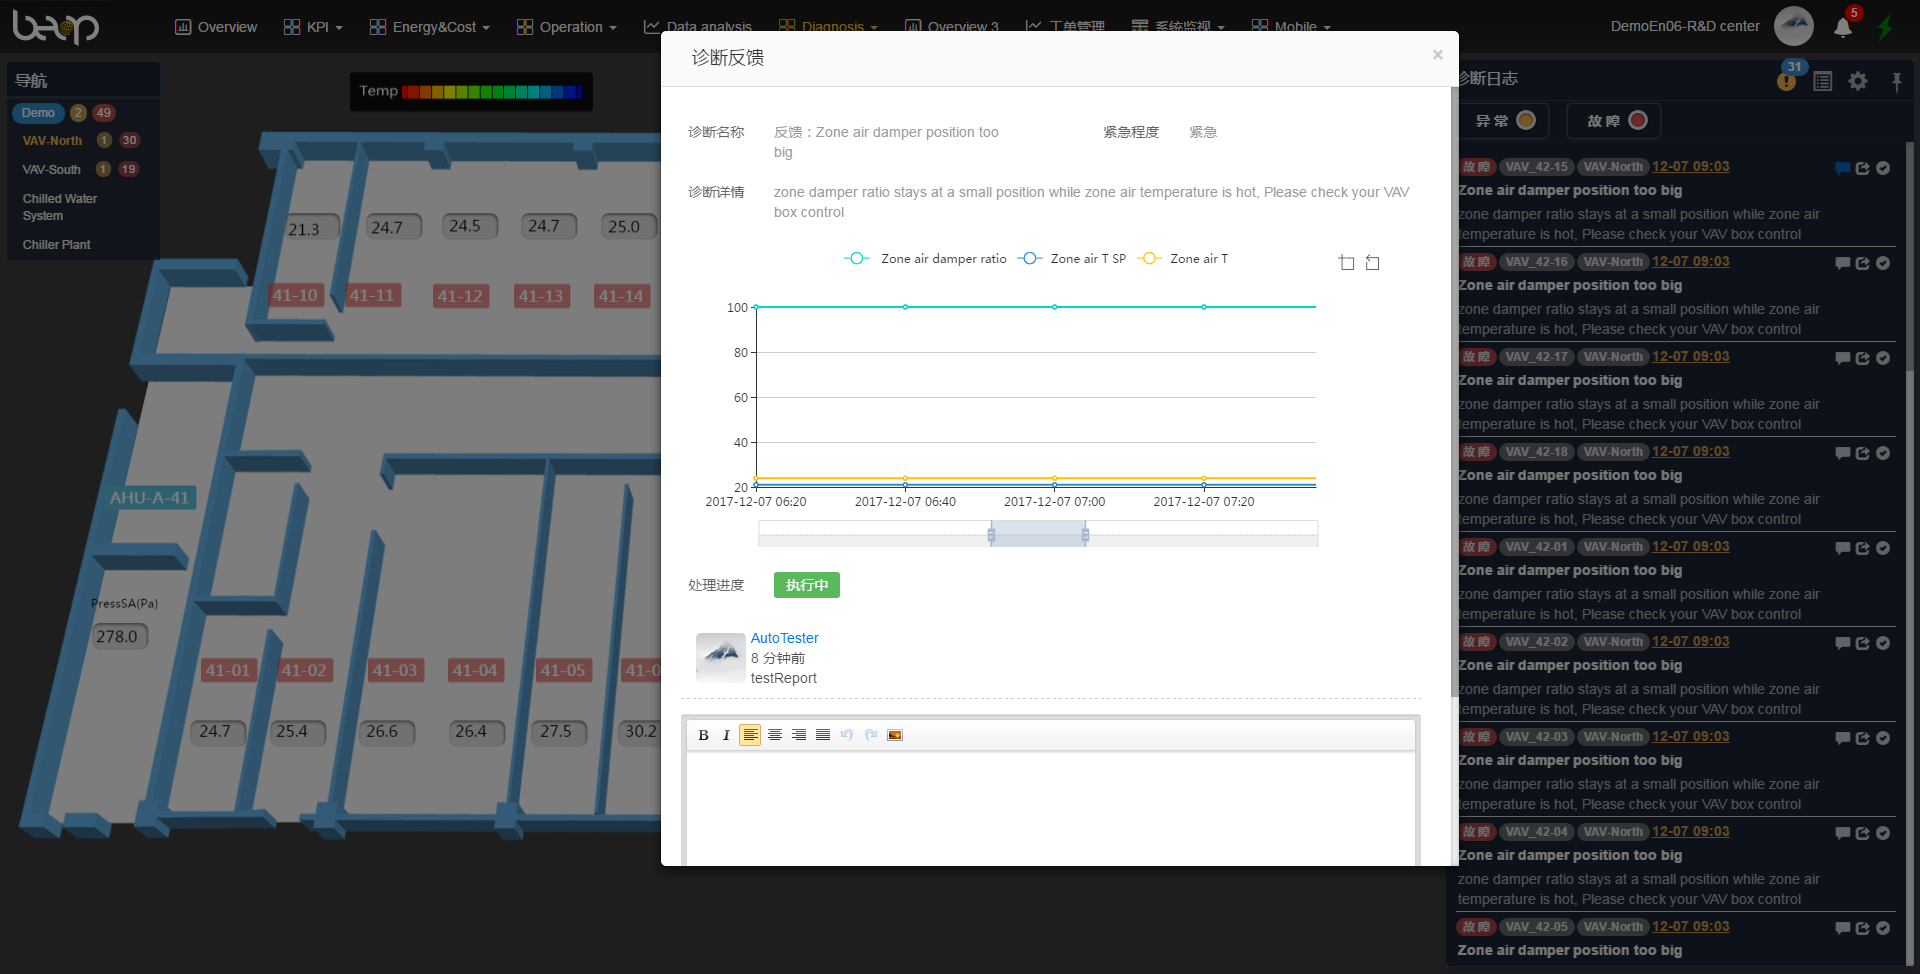 beop
Overview
KPI
Energy&Cost
Operation
Data analysis
Diagnosis
Overview 3
工单管理
系统监视
Mobile
DemoEn06-R&D center
5
导航
Demo 2 49
VAV-North 1 30
VAV-South 1 19
Chilled Water
System
Chiller Plant
Temp
21.3
24.7
24.5
24.7
25.0
41-10
41-11
41-12
41-13
41-14
AHU-A-41
PressSA(Pa)
278.0
41-01
41-02
41-03
41-04
41-05
41-0
24.7
25.4
26.6
26.4
27.5
30.2
诊断反馈
×
诊断名称
反馈 : Zone air damper position too
big
紧急程度
紧急
诊断详情
zone damper ratio stays at a small position while zone air temperature is hot, Please check your VAV
box control
Zone air damper ratio
Zone air T SP
Zone air T
100
80
60
40
20
2017-12-07 06:20
2017-12-07 06:40
2017-12-07 07:00
2017-12-07 07:20
处理进度
执行中
AutoTester
8 分钟前
testReport
B I
诊断日志
31
异常
故障
故障 VAV_42-15 VAV-North 12-07 09:03
Zone air damper position too big
zone damper ratio stays at a small position while zone air
temperature is hot, Please check your VAV box control
故障 VAV_42-16 VAV-North 12-07 09:03
Zone air damper position too big
zone damper ratio stays at a small position while zone air
temperature is hot, Please check your VAV box control
故障 VAV_42-17 VAV-North 12-07 09:03
Zone air damper position too big
zone damper ratio stays at a small position while zone air
temperature is hot, Please check your VAV box control
故障 VAV_42-18 VAV-North 12-07 09:03
Zone air damper position too big
zone damper ratio stays at a small position while zone air
temperature is hot, Please check your VAV box control
故障 VAV_42-01 VAV-North 12-07 09:03
Zone air damper position too big
zone damper ratio stays at a small position while zone air
temperature is hot, Please check your VAV box control
故障 VAV_42-02 VAV-North 12-07 09:03
Zone air damper position too big
zone damper ratio stays at a small position while zone air
temperature is hot, Please check your VAV box control
故障 VAV_42-03 VAV-North 12-07 09:03
Zone air damper position too big
zone damper ratio stays at a small position while zone air
temperature is hot, Please check your VAV box control
故障 VAV_42-04 VAV-North 12-07 09:03
Zone air damper position too big
zone damper ratio stays at a small position while zone air
temperature is hot, Please check your VAV box control
故障 VAV_42-05 VAV-North 12-07 09:03
Zone air damper position too big